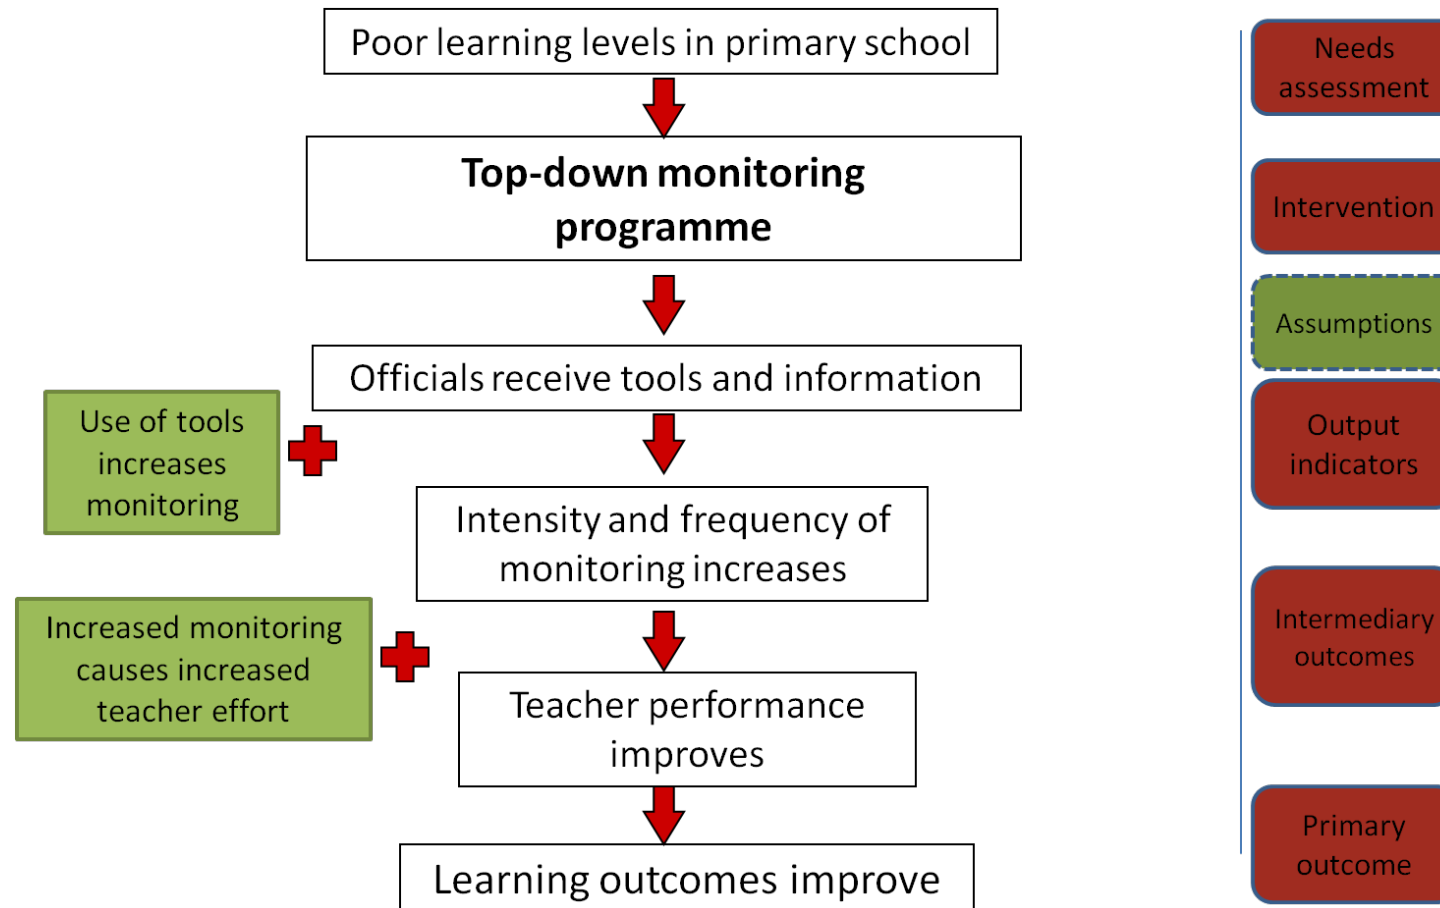 Poor learning levels in primary school
Top-down monitoring
programme
Officials receive tools and information
Use of tools
increases
monitoring
Intensity and frequency of
monitoring increases
Increased monitoring
causes increased
teacher effort
Teacher performance
improves
Learning outcomes improve
Needs
assessment
Intervention
Assumptions
Output
indicators
Intermediary
outcomes
Primary
outcome